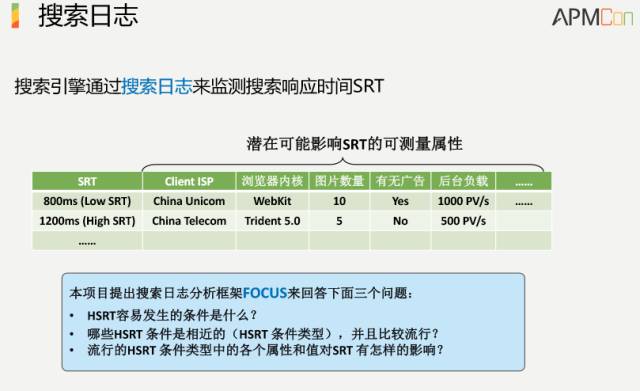 搜索日志
APMCon
搜索引擎通过搜索日志来监测搜索响应时间SRT
潜在可能影响SRT的可测量属性
SRT Client ISP 浏览器内核 图片数量 有无广告 后台负载 ……
800ms (Low SRT) China Unicom WebKit 10 Yes 1000 PV/s ……
1200ms (High SRT) China Telecom Trident 5.0 5 No 500 PV/s
……
本项目提出搜索日志分析框架FOCUS来回答下面三个问题：
• HSRT容易发生的条件是什么？
• 哪些HSRT 条件是相近的（HSRT 条件类型），并且比较流行？
• 流行的HSRT 条件类型中的各个属性和值对SRT 有怎样的影响？